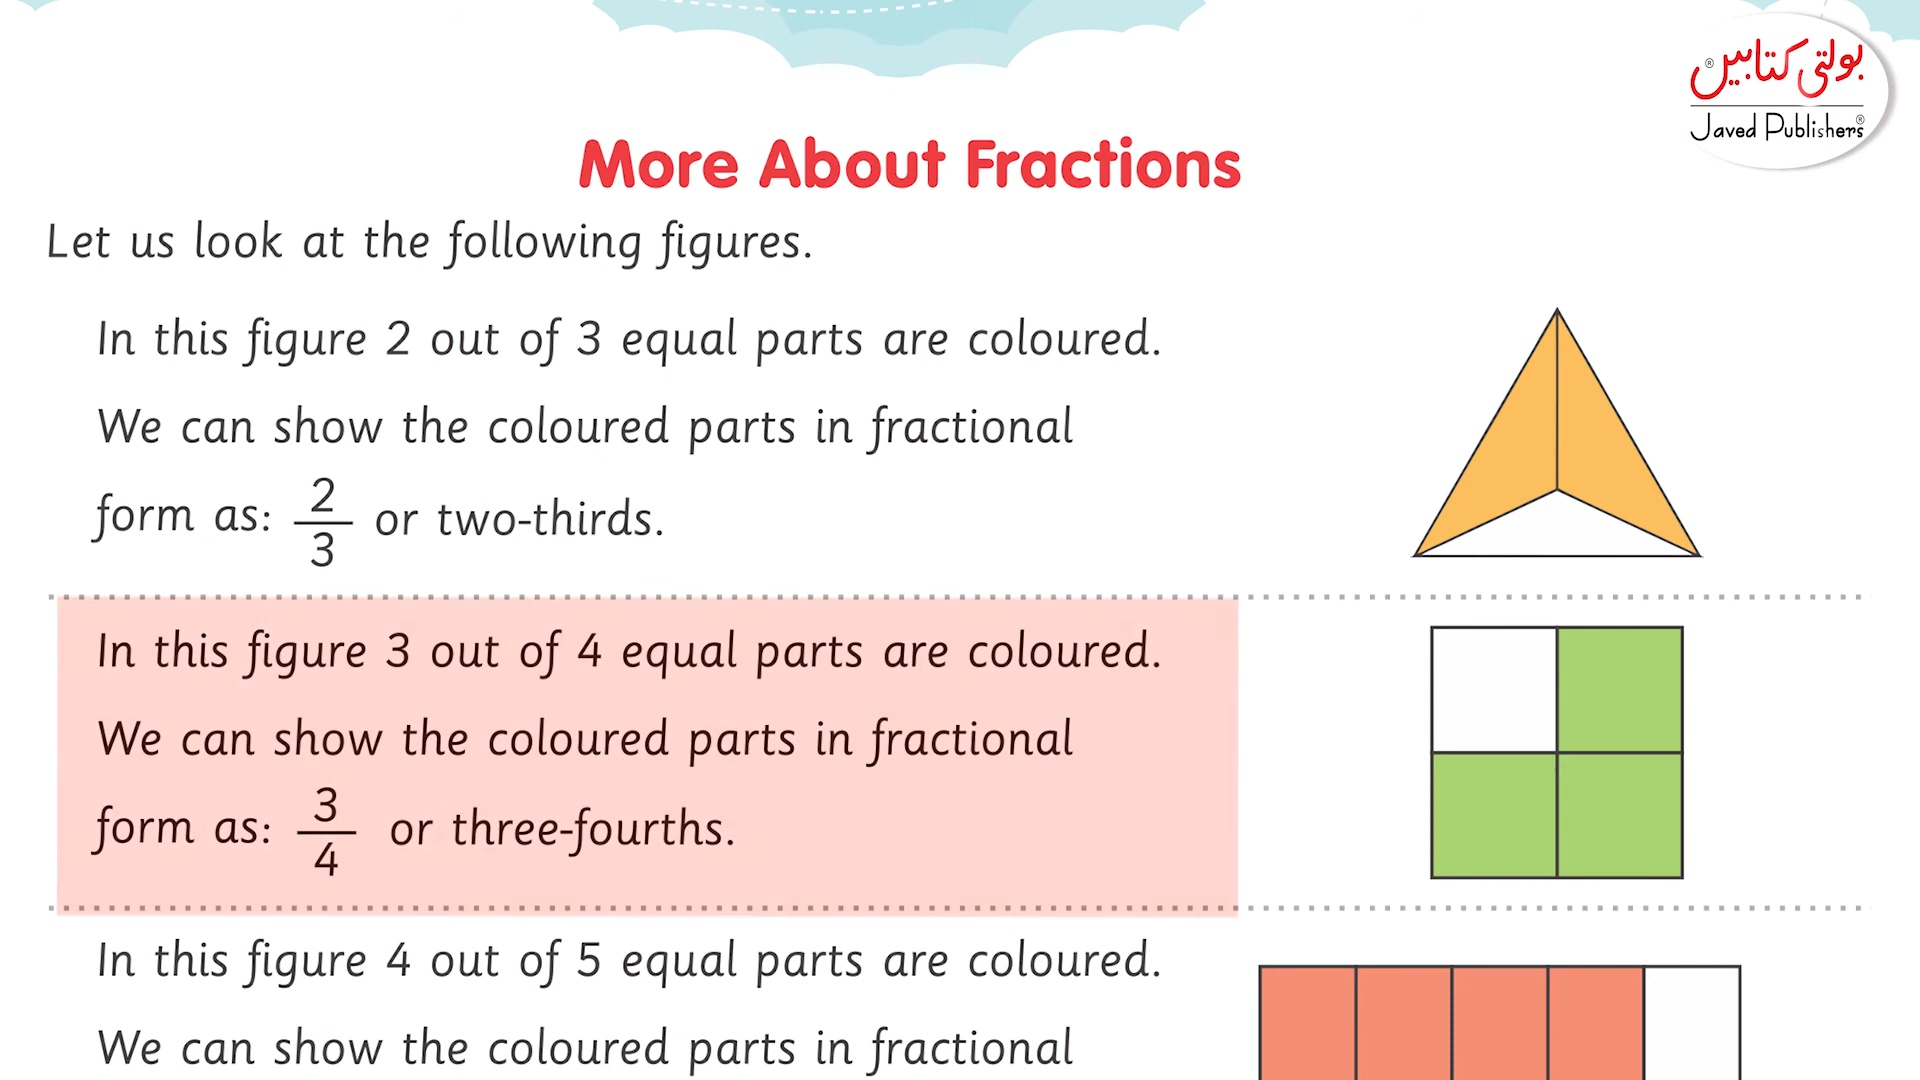 بولتی کتابیں®
Javed Publishers®
More About Fractions
Let us look at the following figures.
In this figure 2 out of 3 equal parts are coloured.
We can show the coloured parts in fractional
form as: 2/3 or two-thirds.
In this figure 3 out of 4 equal parts are coloured.
We can show the coloured parts in fractional
form as: 3/4 or three-fourths.
In this figure 4 out of 5 equal parts are coloured.
We can show the coloured parts in fractional